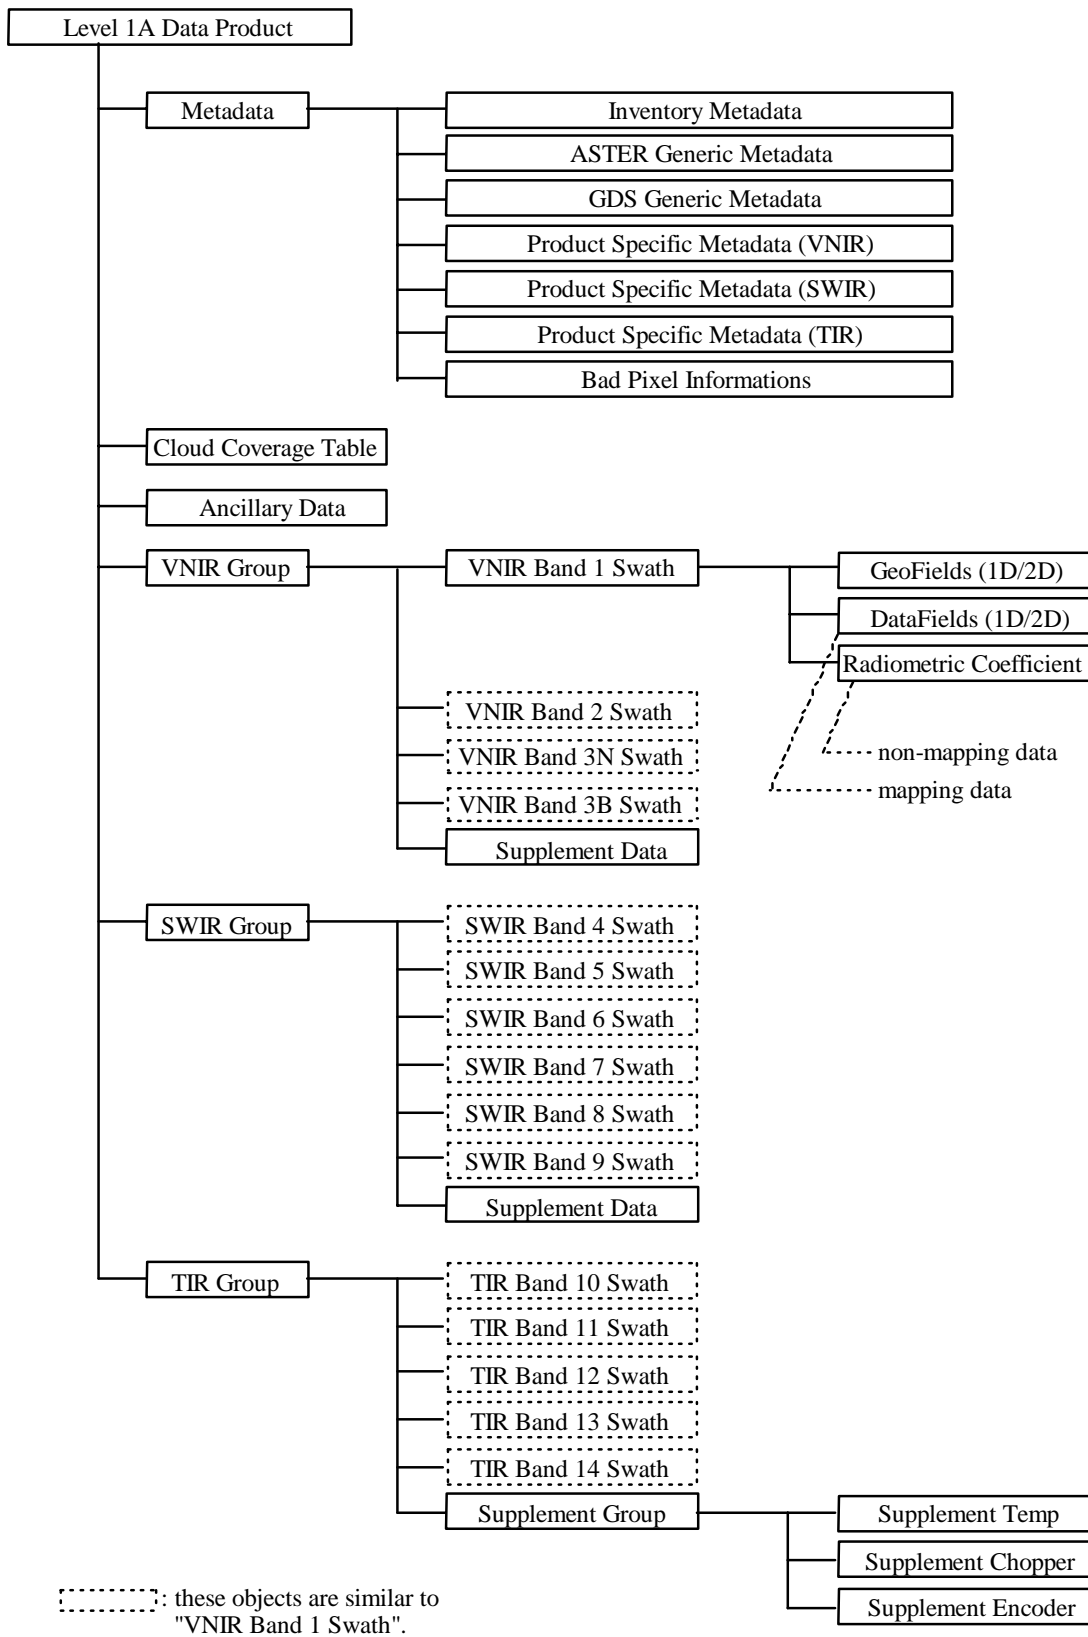 Level 1A Data Product
Metadata
Inventory Metadata
ASTER Generic Metadata
GDS Generic Metadata
Product Specific Metadata (VNIR)
Product Specific Metadata (SWIR)
Product Specific Metadata (TIR)
Bad Pixel Informations
Cloud Coverage Table
Ancillary Data
VNIR Group
VNIR Band 1 Swath
GeoFields (1D/2D)
DataFields (1D/2D)
Radiometric Coefficient
non-mapping data
mapping data
VNIR Band 2 Swath
VNIR Band 3N Swath
VNIR Band 3B Swath
Supplement Data
SWIR Group
SWIR Band 4 Swath
SWIR Band 5 Swath
SWIR Band 6 Swath
SWIR Band 7 Swath
SWIR Band 8 Swath
SWIR Band 9 Swath
Supplement Data
TIR Group
TIR Band 10 Swath
TIR Band 11 Swath
TIR Band 12 Swath
TIR Band 13 Swath
TIR Band 14 Swath
Supplement Group
Supplement Temp
Supplement Chopper
Supplement Encoder
: these objects are similar to
"VNIR Band 1 Swath".